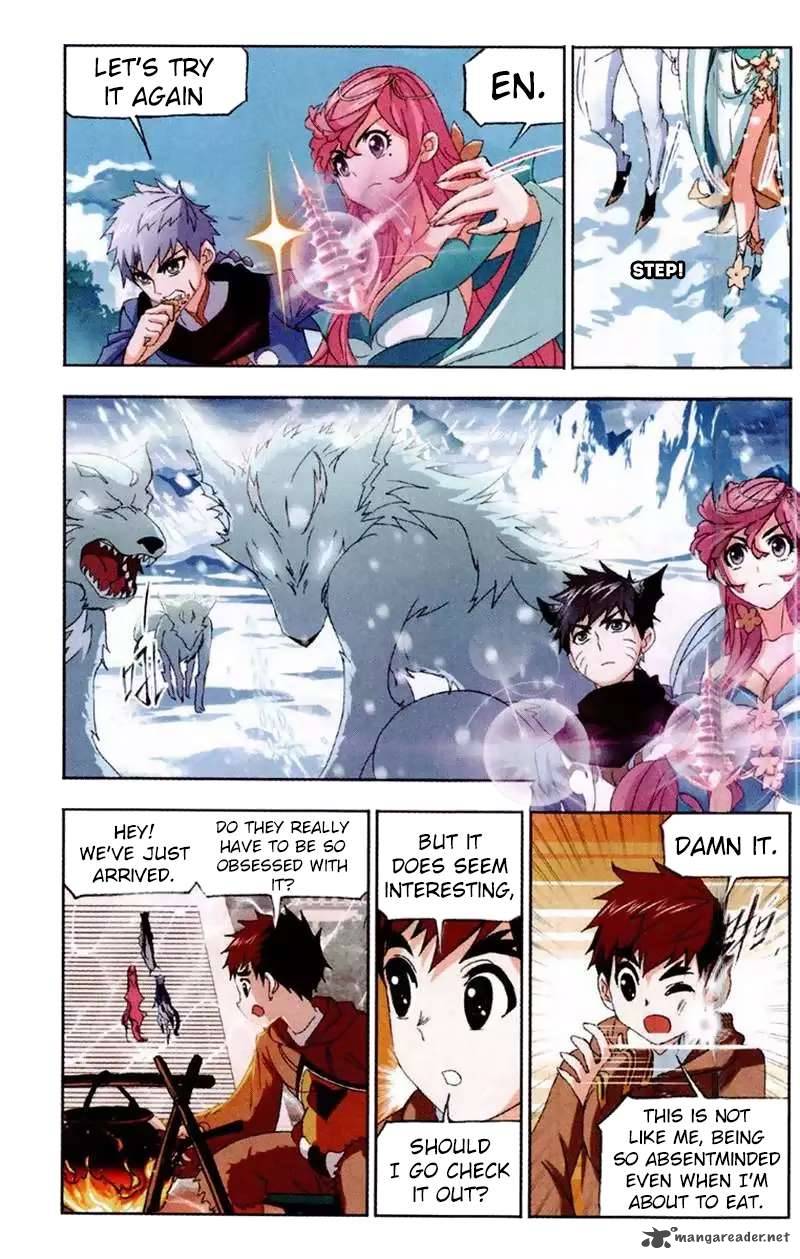 LET'S TRY
IT AGAIN
EN.
STEP!
HEY!
WE'VE JUST
ARRIVED.
DO THEY REALLY
HAVE TO BE SO
OBSESSED WITH
IT?
BUT IT
DOES SEEM
INTERESTING,
SHOULD
I GO CHECK
IT OUT?
DAMN IT.
THIS IS NOT
LIKE ME, BEING
SO ABSENTMINDED
EVEN WHEN I'M
ABOUT TO EAT.
mangareader.net